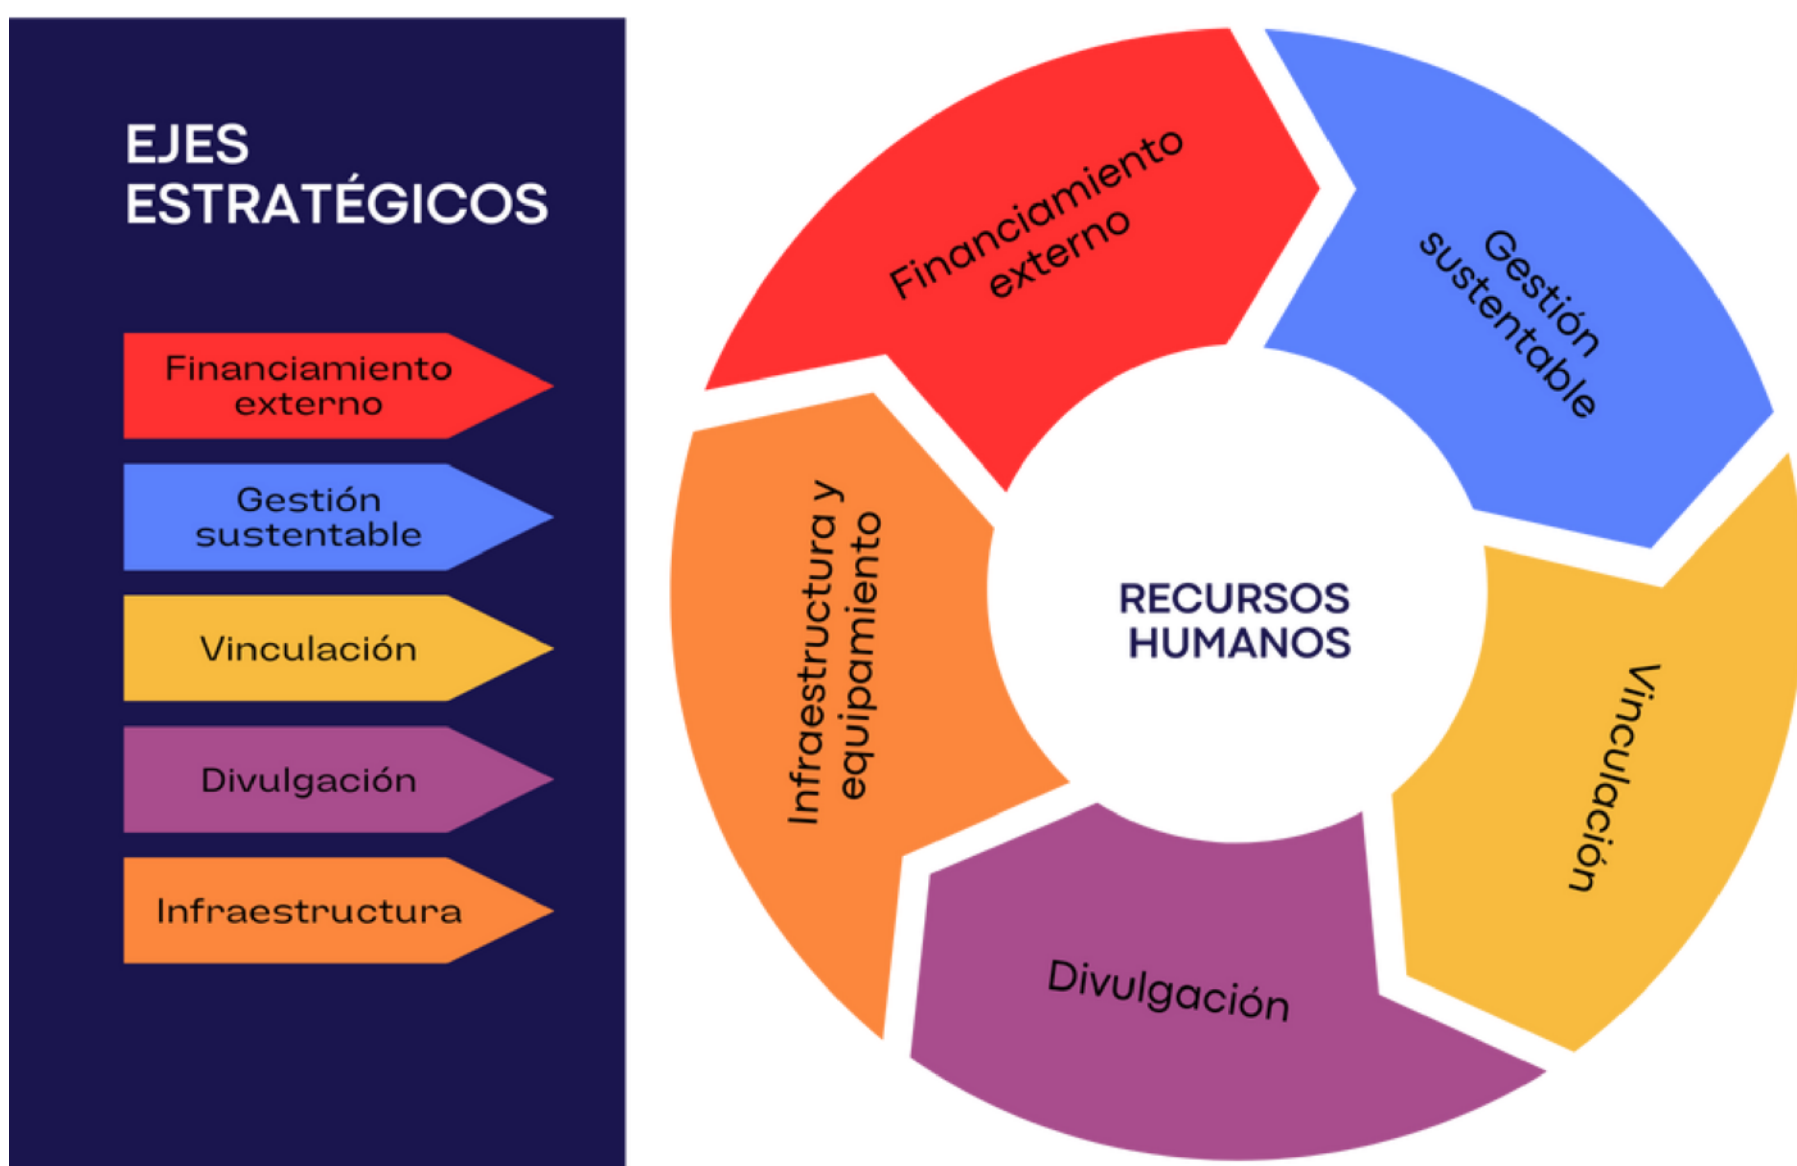 EJES
ESTRATÉGICOS
Financiamiento
externo
Gestión
sustentable
Vinculación
Divulgación
Infraestructura
Financiamiento
externo
Gestión
sustentable
Vinculación
Divulgación
Infraestructura y
equipamiento
RECURSOS
HUMANOS